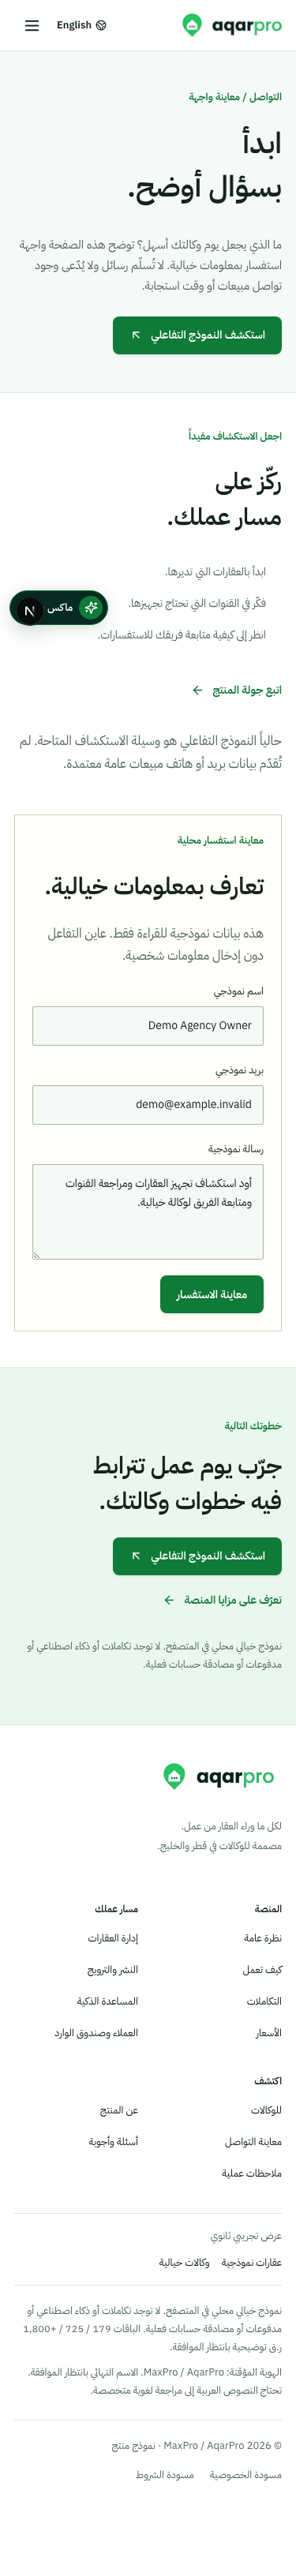 aqarpro
English
التواصل / معاينة واجهة
ابدأ
بسؤال أوضح.
ما الذي يجعل يوم وكالتك أسهل؟ توضح هذه الصفحة واجهة
استفسار بمعلومات خيالية. لا تُسلّم رسائل ولا يُدّعى وجود
تواصل مبيعات أو وقت استجابة.
استكشف النموذج التفاعلي
اجعل الاستكشاف مفيداً
ركّز على
مسار عملك.
ابدأ بالعقارات التي تديرها.
فكّر في القنوات التي تحتاج تجهيزها.
ماكس
N
انظر إلى كيفية متابعة فريقك للاستفسارات.
اتبع جولة المنتج
حالياً النموذج التفاعلي هو وسيلة الاستكشاف المتاحة. لم
تُقدّم بيانات بريد أو هاتف مبيعات عامة معتمدة.
معاينة استفسار محلية
تعارف بمعلومات خيالية.
هذه بيانات نموذجية للقراءة فقط. عاين التفاعل
دون إدخال معلومات شخصية.
اسم نموذجي
Demo Agency Owner
بريد نموذجي
demo@example.invalid
رسالة نموذجية
أود استكشاف تجهيز العقارات ومراجعة القنوات
ومتابعة الفريق لوكالة خيالية.
معاينة الاستفسار
خطوتك التالية
جرّب يوم عمل تترابط
فيه خطوات وكالتك.
استكشف النموذج التفاعلي
تعرّف على مزايا المنصة
نموذج خيالي محلي في المتصفح. لا توجد تكاملات أو ذكاء اصطناعي أو
مدفوعات أو مصادقة حسابات فعلية.
aqarpro
لكل ما وراء العقار من عمل.
مصممة للوكالات في قطر والخليج.
المنصة
نظرة عامة
كيف تعمل
التكاملات
الأسعار
مسار عملك
إدارة العقارات
النشر والترويج
المساعدة الذكية
العملاء وصندوق الوارد
اكتشف
للوكالات
عن المنتج
معاينة التواصل
أسئلة وأجوبة
ملاحظات عملية
عرض تجريبي ثانوي
عقارات نموذجية
وكالات خيالية
نموذج خيالي محلي في المتصفح. لا توجد تكاملات أو ذكاء اصطناعي أو
مدفوعات أو مصادقة حسابات فعلية. الباقات 179 / 725 / +1,800
ر.ق توضيحية بانتظار الموافقة.
الهوية المؤقتة: MaxPro / AqarPro. الاسم النهائي بانتظار الموافقة.
تحتاج النصوص العربية إلى مراجعة لغوية متخصصة.
© 2026 MaxPro / AqarPro · نموذج منتج
مسودة الخصوصية
مسودة الشروط